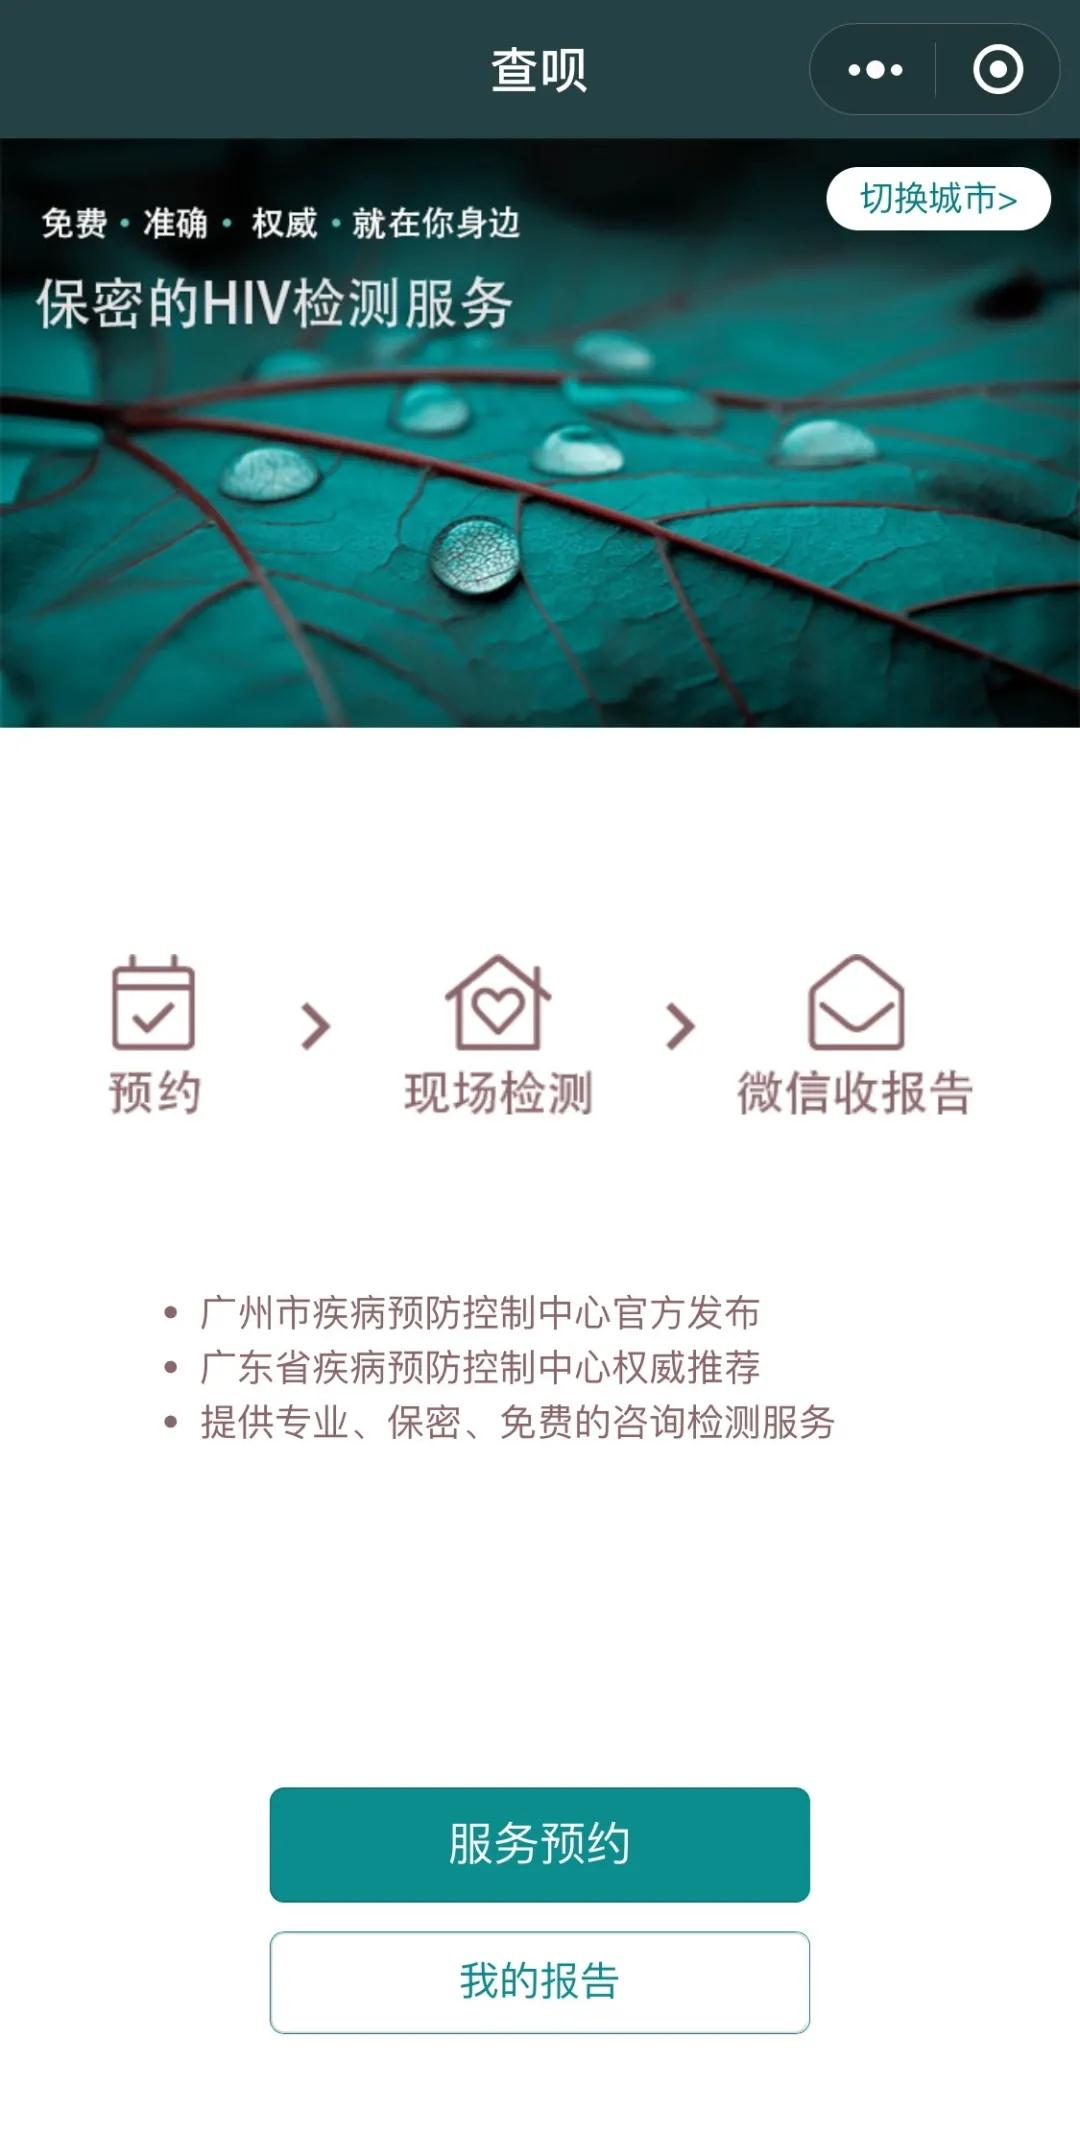 查呗
切换城市>
免费·准确·权威·就在你身边
保密的HIV检测服务
预约
现场检测
微信收报告
• 广州市疾病预防控制中心官方发布
• 广东省疾病预防控制中心权威推荐
• 提供专业、保密、免费的咨询检测服务
服务预约
我的报告